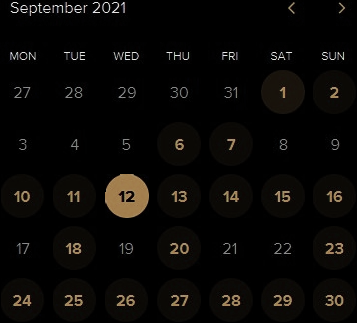 September 2021 < >
MON TUE WED THU FRI SAT SUN
27 28 29 30 31 1 2
3 4 5 6 7 8 9
10 11 12 13 14 15 16
17 18 19 20 21 22 23
24 25 26 27 28 29 30